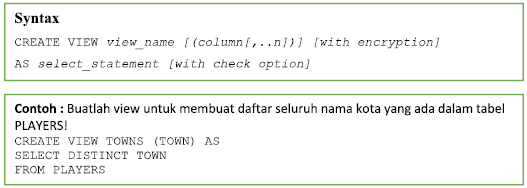 Syntax
CREATE VIEW view_name [(column[,..n])] [with encryption]
AS select_statement [with check option]
Contoh : Buatlah view untuk membuat daftar seluruh nama kota yang ada dalam tabel
PLAYERS!
CREATE VIEW TOWNS (TOWN) AS
SELECT DISTINCT TOWN
FROM PLAYERS